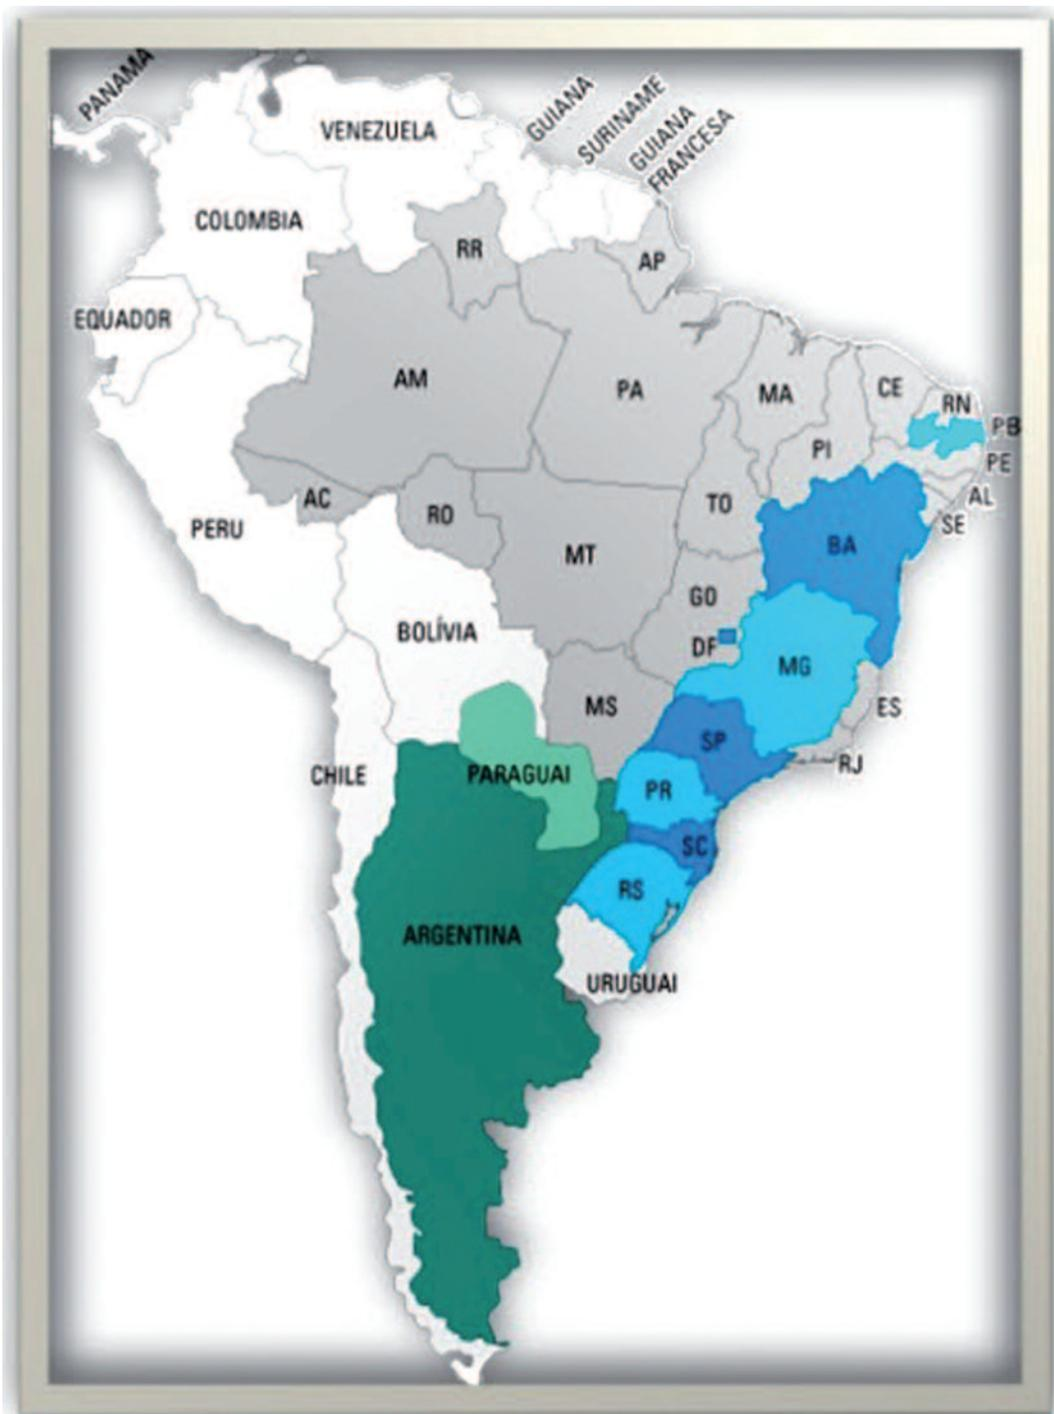 PANAMA
VENEZUELA
GUIANA
SURINAME
GUIANA
FRANCESA
COLOMBIA
RR
AP
EQUADOR
AM
PA
MA
CE
RN
PB
PI
PE
AL
SE
AC
RO
TO
PERU
MT
BA
GO
BOLÍVIA
DF
MG
MS
ES
SP
RJ
CHILE
PARAGUAI
PR
SC
RS
ARGENTINA
URUGUAI